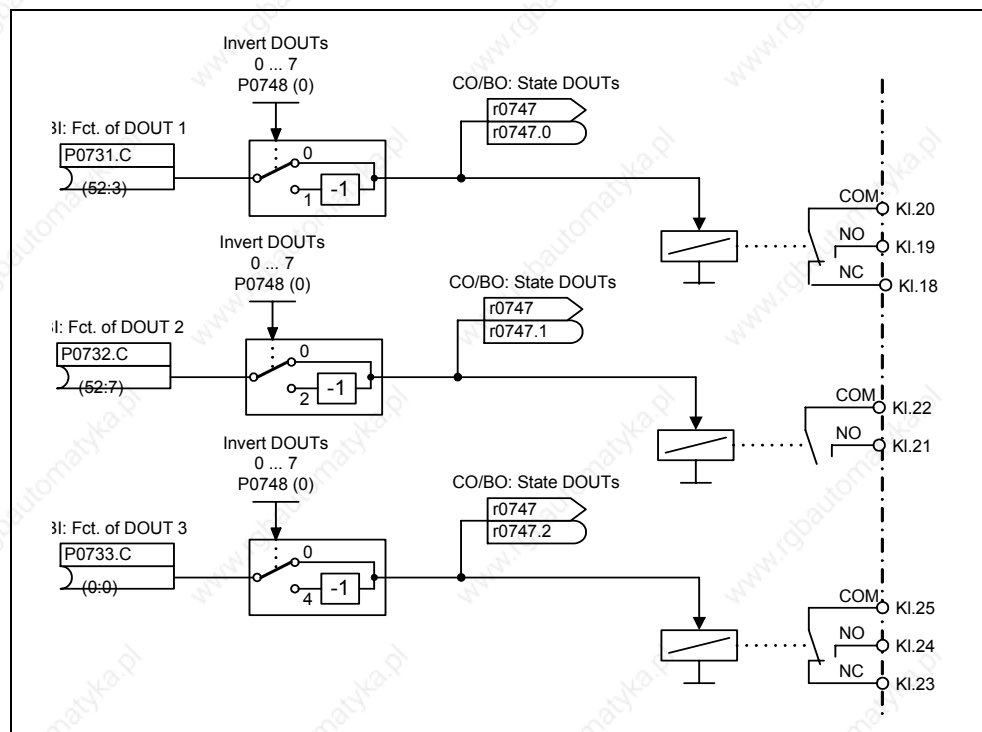 Invert DOUTs
0 ... 7
P0748 (0)
CO/BO: State DOUTs
r0747
r0747.0
BI: Fct. of DOUT 1
P0731.C
(52:3)
0
1
-1
COM
Kl.20
NO
Kl.19
NC
Kl.18
Invert DOUTs
0 ... 7
P0748 (0)
CO/BO: State DOUTs
r0747
r0747.1
BI: Fct. of DOUT 2
P0732.C
(52:7)
0
2
-1
COM
Kl.22
NO
Kl.21
Invert DOUTs
0 ... 7
P0748 (0)
CO/BO: State DOUTs
r0747
r0747.2
BI: Fct. of DOUT 3
P0733.C
(0:0)
0
4
-1
COM
Kl.25
NO
Kl.24
NC
Kl.23
www.rgbautomatyka.pl